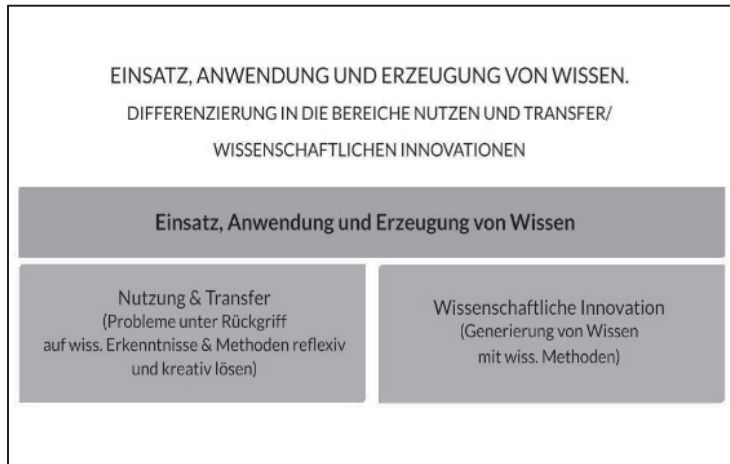 EINSATZ, ANWENDUNG UND ERZEUGUNG VON WISSEN.
DIFFERENZIERUNG IN DIE BEREICHE NUTZEN UND TRANSFER/
WISSENSCHAFTLICHEN INNOVATIONEN
Einsatz, Anwendung und Erzeugung von Wissen
Nutzung & Transfer
(Probleme unter Rückgriff
auf wiss. Erkenntnisse & Methoden reflexiv
und kreativ lösen)
Wissenschaftliche Innovation
(Generierung von Wissen
mit wiss. Methoden)